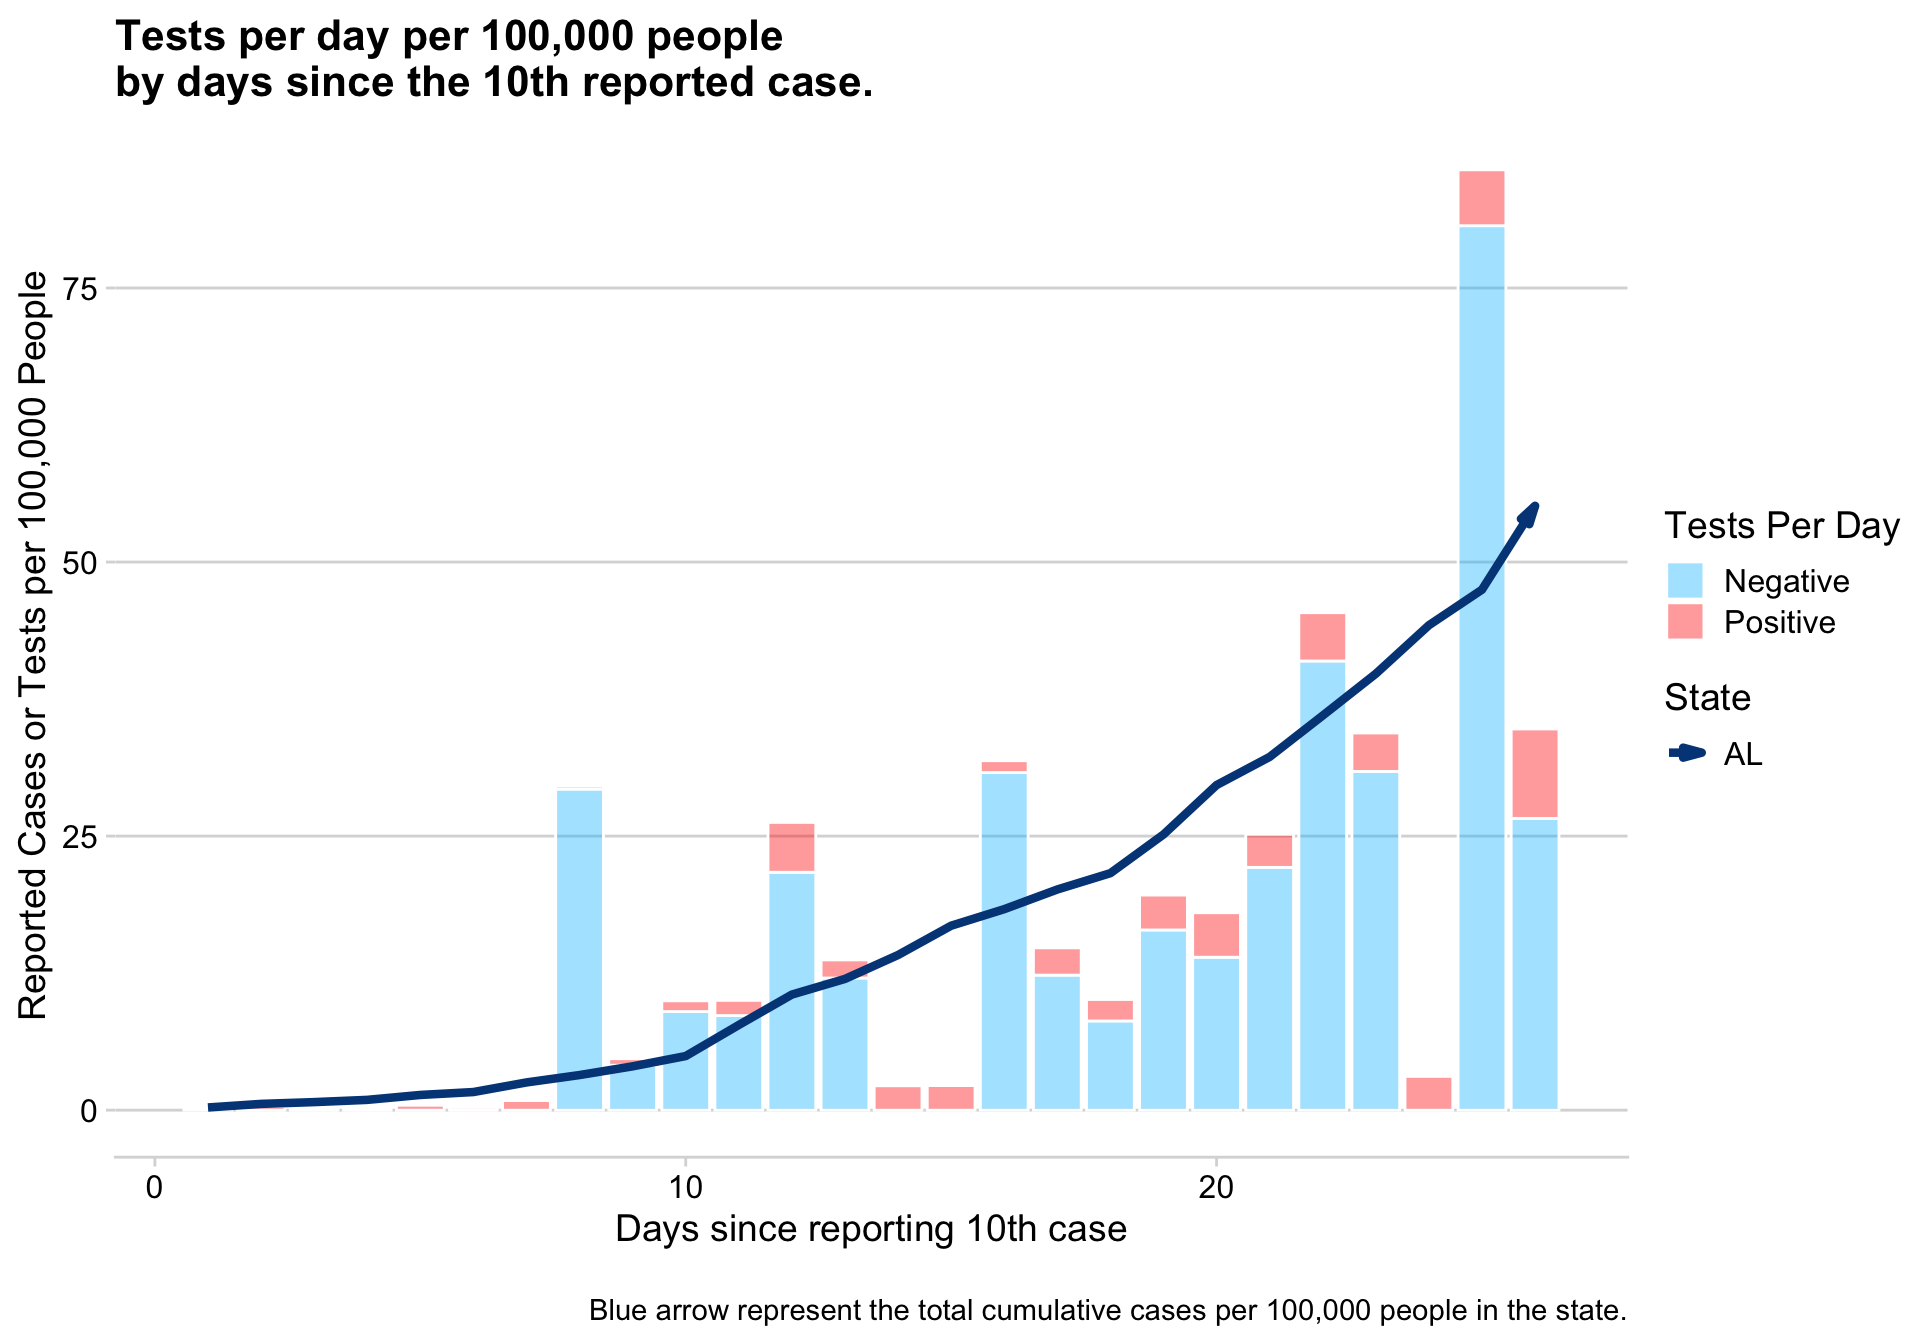 Tests per day per 100,000 people
by days since the 10th reported case.
Reported Cases or Tests per 100,000 People
75
50
25
0
0
10
20
Days since reporting 10th case
Tests Per Day
Negative
Positive
State
AL
Blue arrow represent the total cumulative cases per 100,000 people in the state.